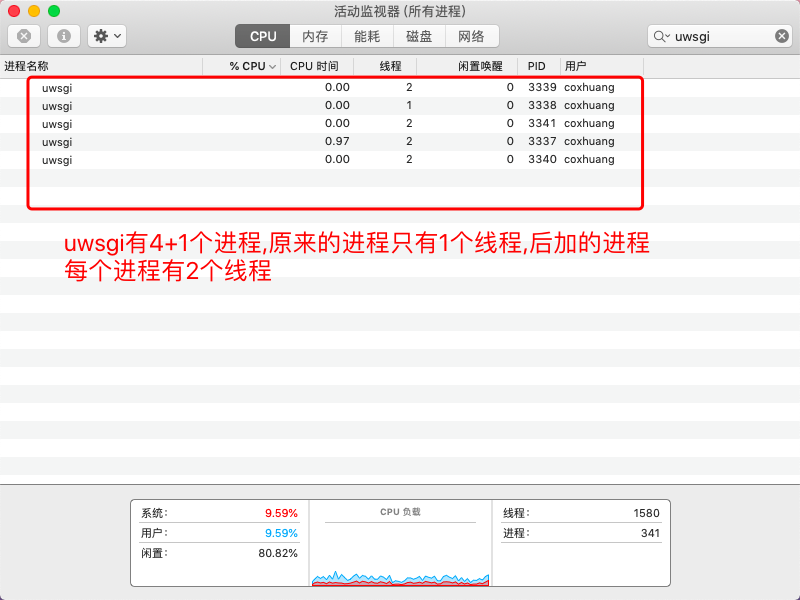 活动监视器 (所有进程)
CPU 内存 能耗 磁盘 网络 uwsgi
进程名称 % CPU CPU 时间 线程 闲置唤醒 PID 用户
uwsgi 0.00 2 0 3339 coxhuang
uwsgi 0.00 1 0 3338 coxhuang
uwsgi 0.00 2 0 3341 coxhuang
uwsgi 0.97 2 0 3337 coxhuang
uwsgi 0.00 2 0 3340 coxhuang
uwsgi有4+1个进程,原来的进程只有1个线程,后加的进程
每个进程有2个线程
系统: 9.59% CPU 负载 线程: 1580
用户: 9.59% 进程: 341
闲置: 80.82%